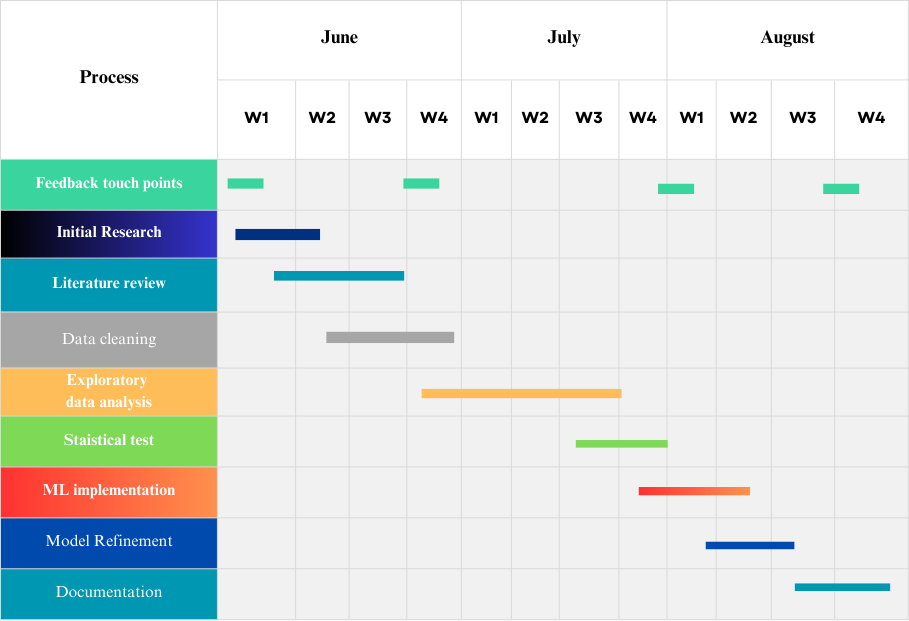 Process
June
July
August
W1 W2 W3 W4 W1 W2 W3 W4 W1 W2 W3 W4
Feedback touch points
Initial Research
Literature review
Data cleaning
Exploratory
data analysis
Staistical test
ML implementation
Model Refinement
Documentation